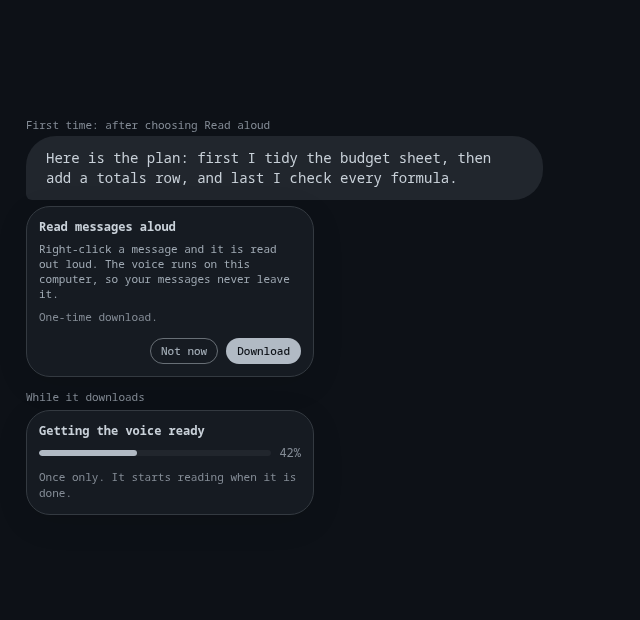 First time: after choosing Read aloud
Here is the plan: first I tidy the budget sheet, then
add a totals row, and last I check every formula.
Read messages aloud
Right-click a message and it is read
out loud. The voice runs on this
computer, so your messages never leave
it.
One-time download.
Not now
Download
While it downloads
Getting the voice ready
42%
Once only. It starts reading when it is
done.